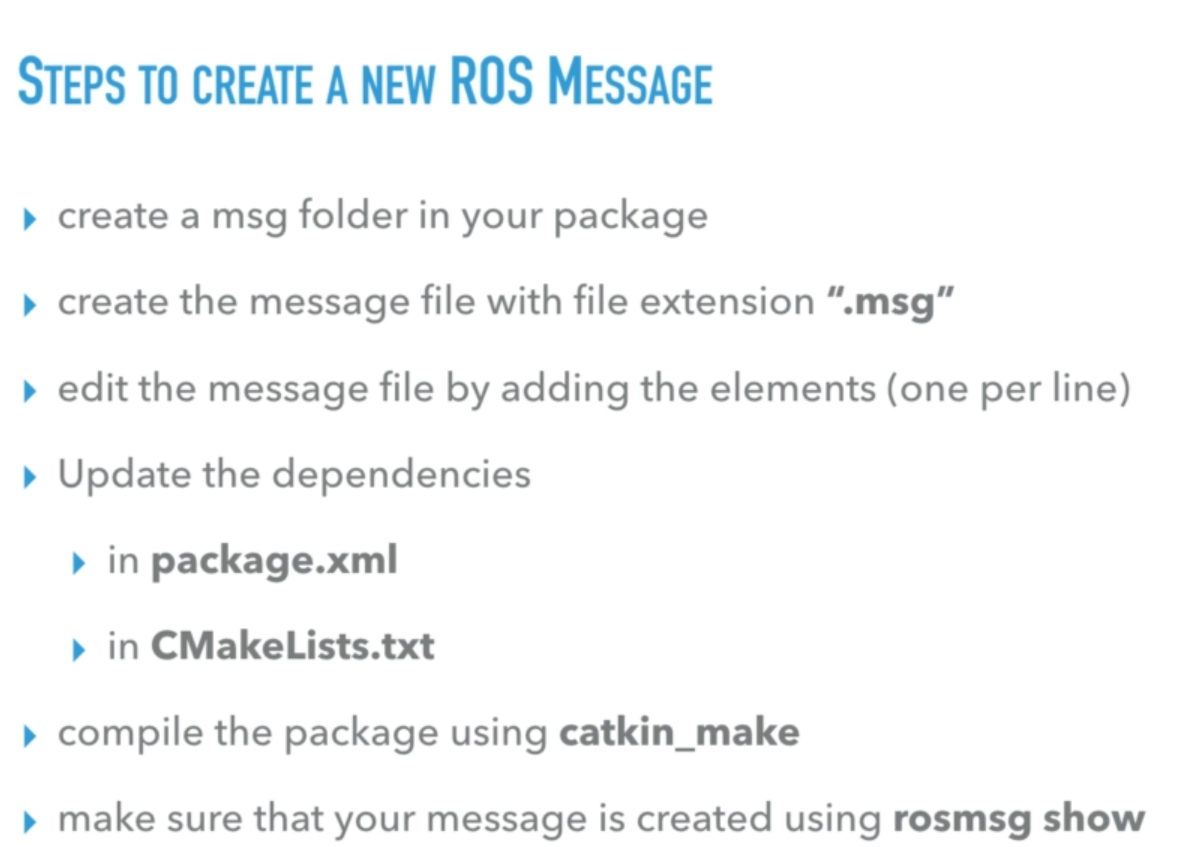 STEPS TO CREATE A NEW ROS MESSAGE
create a msg folder in your package
create the message file with file extension “.msg”
edit the message file by adding the elements (one per line)
Update the dependencies
in package.xml
in CMakeLists.txt
compile the package using catkin_make
make sure that your message is created using rosmsg show